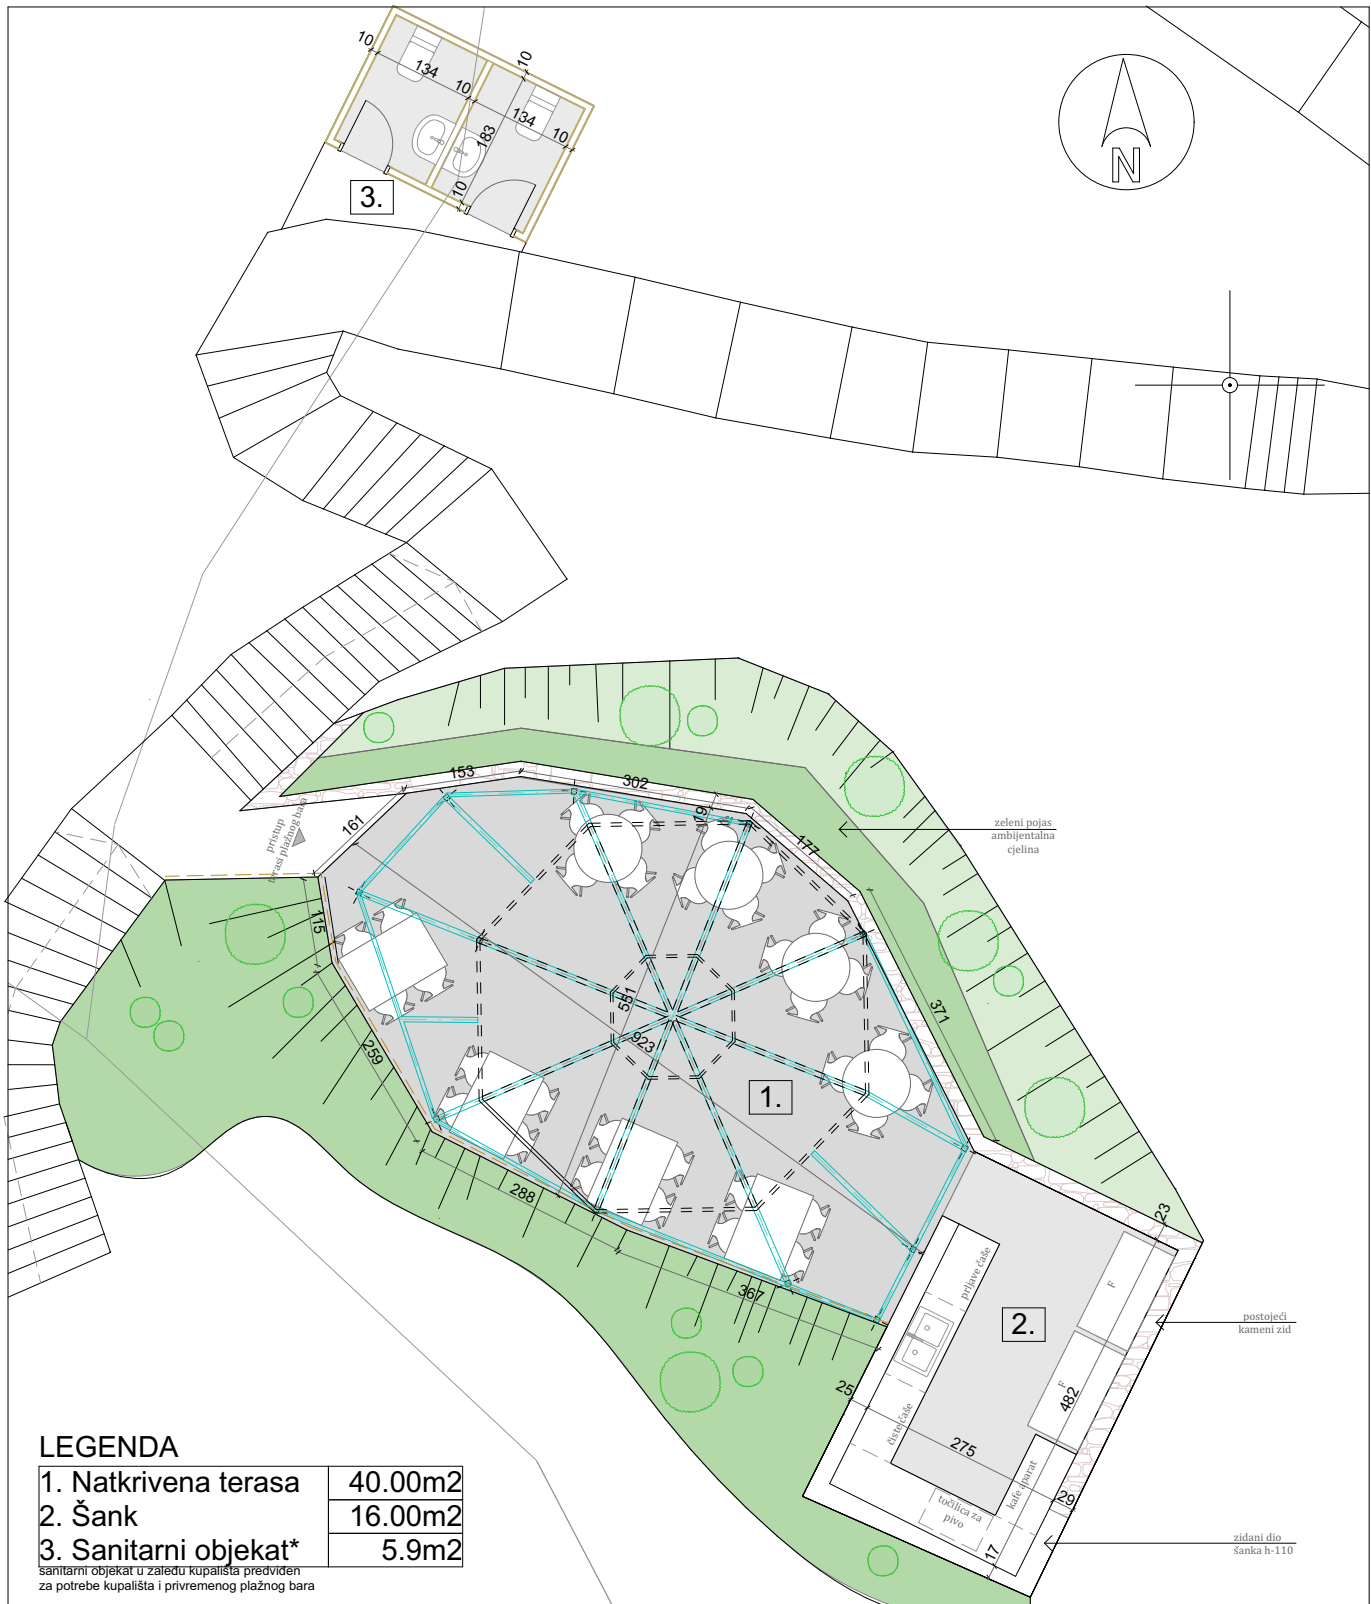 10
134
10
10
134
183
10
10
3.
N
153
302
19
177
161
pristup
terasi plažnog bara
zeleni pojas
ambijentalna
cjelina
115
259
551
923
371
1.
288
367
23
prljave čaše
F
2.
F
482
postojeći
kameni zid
25
čiste čaše
275
kafe aparat
29
točilica za
pivo
17
zidani dio
šanka h-110
LEGENDA
1. Natkrivena terasa 40.00m2
2. Šank 16.00m2
3. Sanitarni objekat* 5.9m2
sanitarni objekat u zaleđu kupališta predviđen
za potrebe kupališta i privremenog plažnog bara